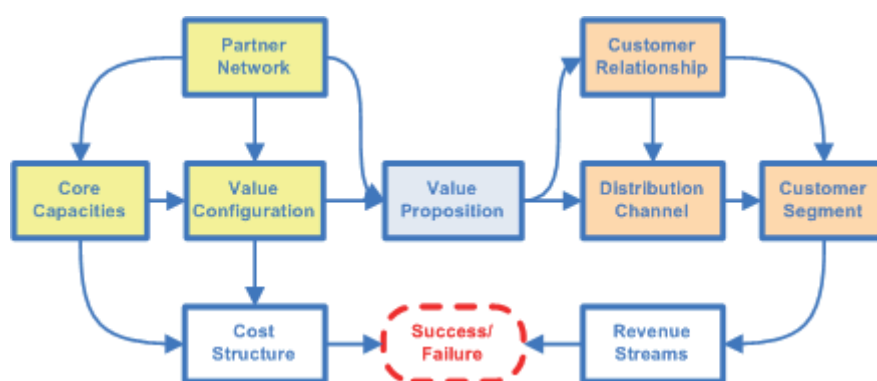 Partner
Network
Customer
Relationship
Core
Capacities
Value
Configuration
Value
Proposition
Distribution
Channel
Customer
Segment
Cost
Structure
Success/
Failure
Revenue
Streams